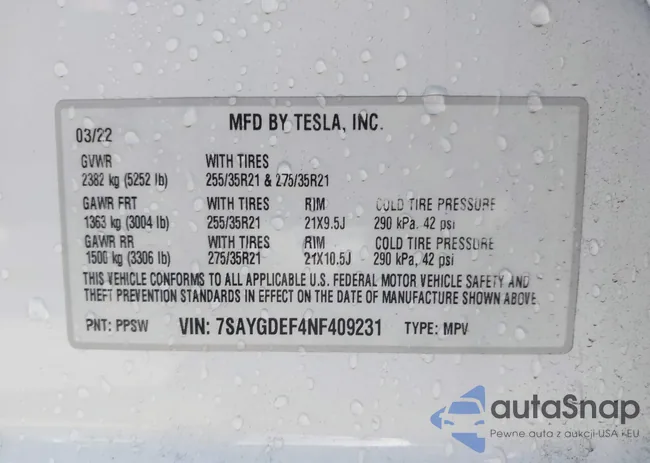 MFD BY TESLA, INC.
03/22
GVWR WITH TIRES
2382 kg (5252 lb) 255/35R21 & 275/35R21
GAWR FRT WITH TIRES RIM COLD TIRE PRESSURE
1363 kg (3004 lb) 255/35R21 21X9.5J 290 kPa, 42 psi
GAWR RR WITH TIRES RIM COLD TIRE PRESSURE
1500 kg (3306 lb) 275/35R21 21X10.5J 290 kPa, 42 psi
THIS VEHICLE CONFORMS TO ALL APPLICABLE U.S. FEDERAL MOTOR VEHICLE SAFETY AND
THEFT PREVENTION STANDARDS IN EFFECT ON THE DATE OF MANUFACTURE SHOWN ABOVE
PNT: PPSW VIN: 7SAYGDEF4NF409231 TYPE: MPV
autaSnap
Pewne auta z aukcji-USA i EU